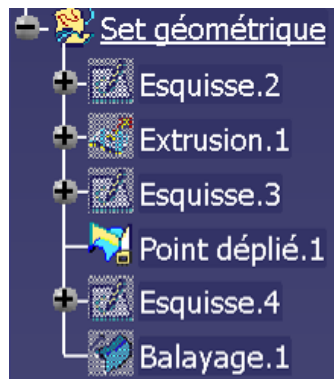 Set géométrique
Esquisse.2
Extrusion.1
Esquisse.3
Point déplié.1
Esquisse.4
Balayage.1